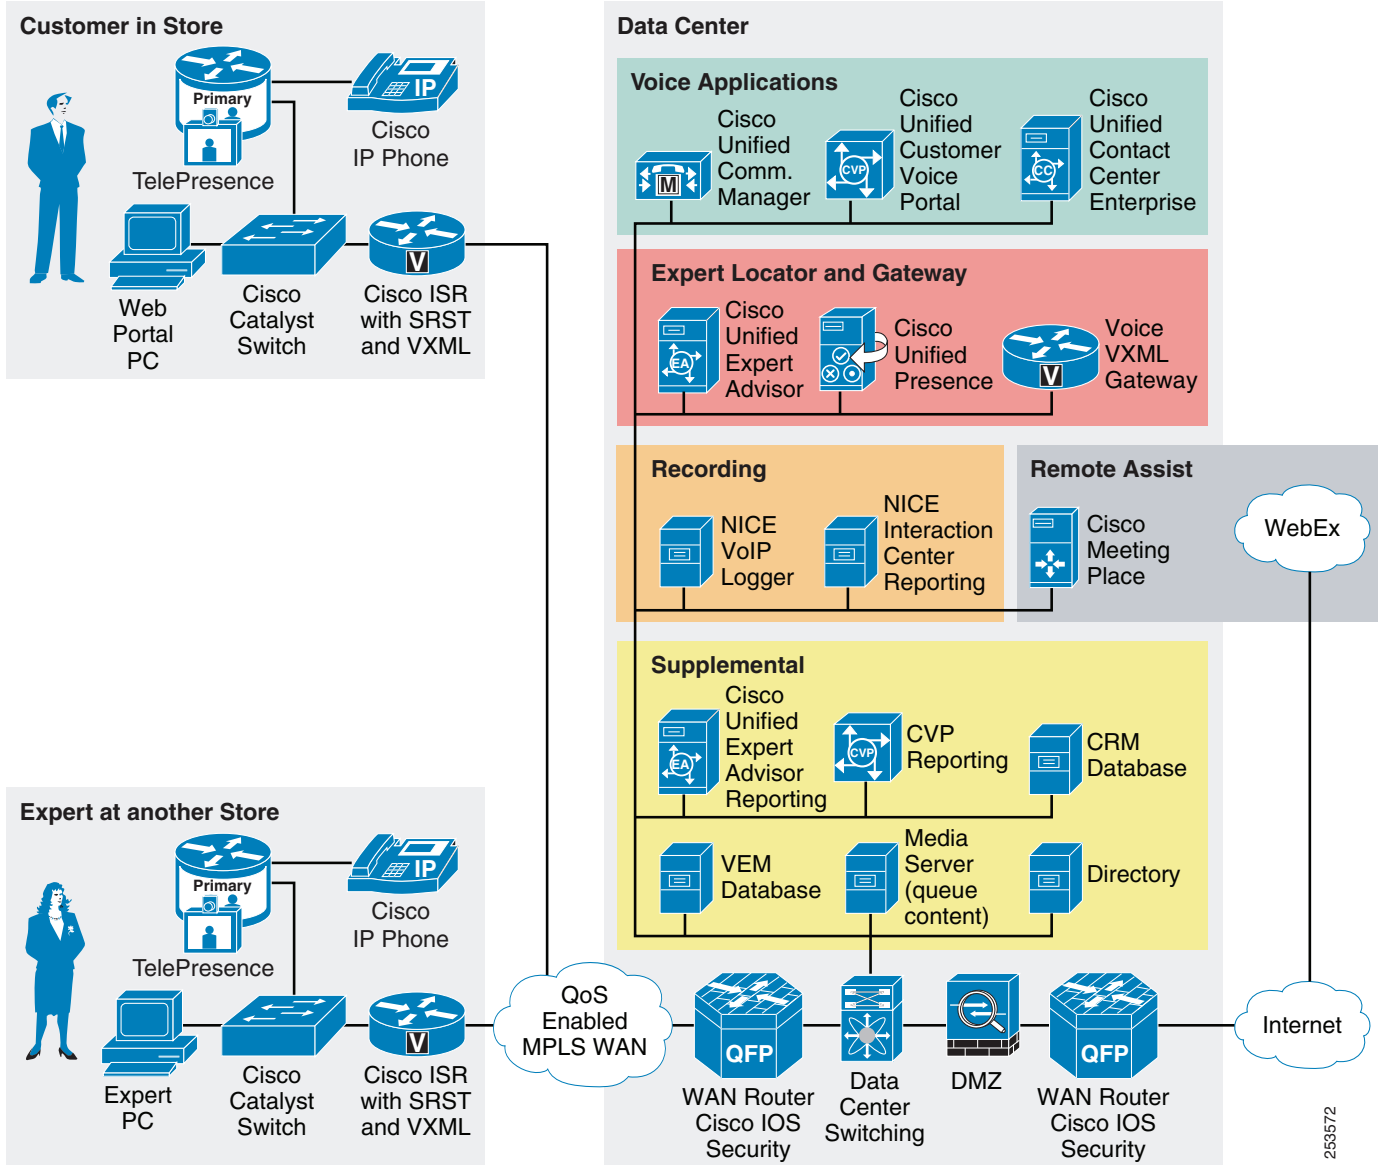 Customer in Store
Primary
TelePresence
IP
Cisco
IP Phone
Web
Portal
PC
Cisco
Catalyst
Switch
V
Cisco ISR
with SRST
and VXML
Expert at another Store
Primary
TelePresence
IP
Cisco
IP Phone
Expert
PC
Cisco
Catalyst
Switch
V
Cisco ISR
with SRST
and VXML
QoS
Enabled
MPLS WAN
Data Center
Voice Applications
M
Cisco
Unified
Comm.
Manager
CVP
Cisco
Unified
Customer
Voice
Portal
CC
Cisco
Unified
Contact
Center
Enterprise
Expert Locator and Gateway
EA
Cisco
Unified
Expert
Advisor
Cisco
Unified
Presence
V
Voice
VXML
Gateway
Recording
NICE
VoIP
Logger
NICE
Interaction
Center
Reporting
Remote Assist
Cisco
Meeting
Place
WebEx
Supplemental
EA
Cisco
Unified
Expert
Advisor
Reporting
CVP
CVP
Reporting
CRM
Database
VEM
Database
Media
Server
(queue
content)
Directory
QFP
WAN Router
Cisco IOS
Security
Data
Center
Switching
DMZ
QFP
WAN Router
Cisco IOS
Security
Internet
253572